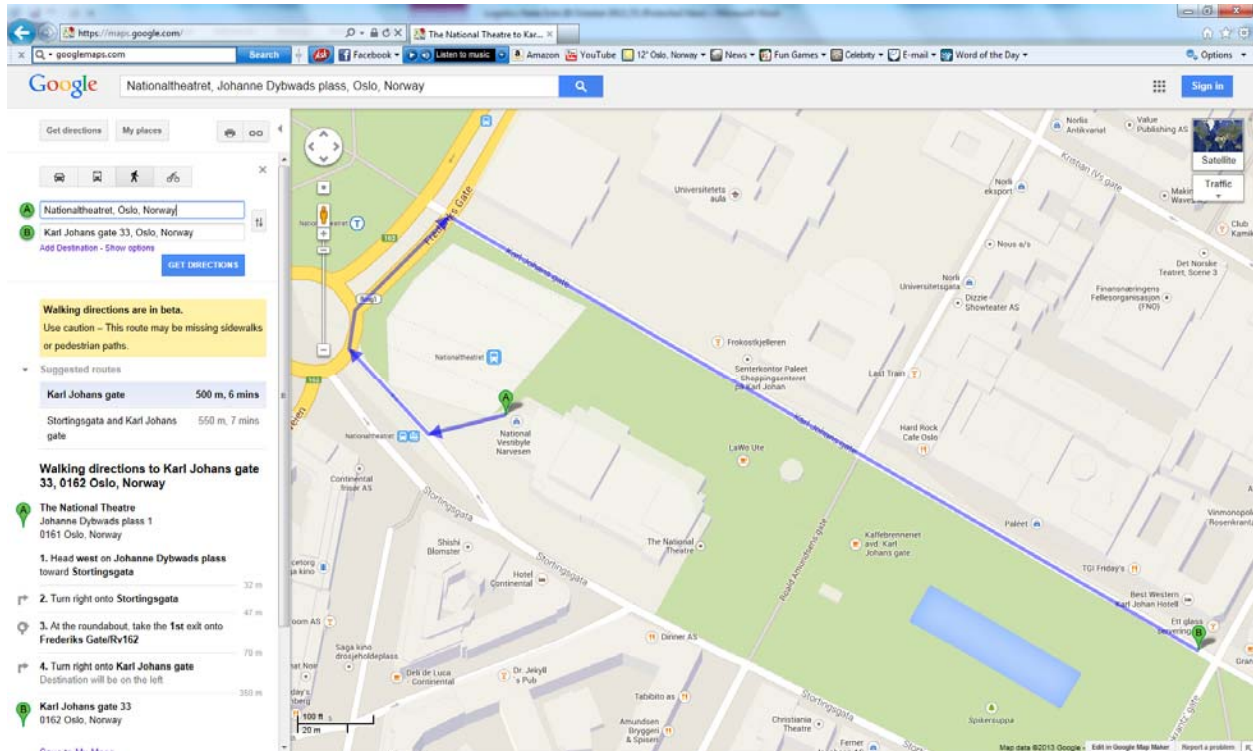 https://maps.google.com/
The National Theatre to Kar...
googlemaps.com
Search
Facebook
Listen to music
Amazon
YouTube
12° Oslo, Norway
News
Fun Games
Celebrity
E-mail
Word of the Day
Options
Google
Nationaltheatret, Johanne Dybwads plass, Oslo, Norway
Sign in
Get directions
My places
A
Nationaltheatret, Oslo, Norway
B
Karl Johans gate 33, Oslo, Norway
Add Destination - Show options
GET DIRECTIONS
Walking directions are in beta.
Use caution – This route may be missing sidewalks
or pedestrian paths.
Suggested routes
Karl Johans gate 500 m, 6 mins
Stortingsgata and Karl Johans 550 m, 7 mins
gate
Walking directions to Karl Johans gate
33, 0162 Oslo, Norway
A
The National Theatre
Johanne Dybwads plass 1
0161 Oslo, Norway
1. Head west on Johanne Dybwads plass
toward Stortingsgata
32 m
2. Turn right onto Stortingsgata
47 m
3. At the roundabout, take the 1st exit onto
Frederiks Gate/Rv162
70 m
4. Turn right onto Karl Johans gate
Destination will be on the left
350 m
B
Karl Johans gate 33
0162 Oslo, Norway
Norlis
Antikvariat
Value
Publishing AS
Satellite
Traffic
Kristian IVs gate
Universitetets
aula
Norli
eksport
Club
Nous a/s
Det Norske
Teatret, Scene 3
Karl Johans gate
162
Norli
Universitetsgata
Dizzie
Showteater AS
Finansnæringens
Fellesorganisasjon
(FNO)
Frokostkjelleren
Nationaltheatret
Senterkontor Paleet
Shoppingsenteret
på Karl Johan
Last Train
A
National
Vestibyle
Narvesen
Karl Johans gate
Hard Rock
Cafe Oslo
LaWo Ute
Nationaltheatret
Continental
frisør AS
Stortingsgata
Paleet
Kaffebrenneriet
avd. Karl
Johans gate
Shishi
Blomster
The National
Theatre
Roald Amundsens gate
TGI Friday's
Hotel
Continental
Stortingsgata
Best Western
Karl Johan Hotell
Ett glass
B
Dinner AS
Saga kino
drosjeholdeplass
Deli de Luca
Continental
Dr. Jekyll
's Pub
Tabibito as
Stortingsgata
Spikersuppa
Christiania
Theatre
Amundsen
Bryggeri
& Spiseri
Ferner
100 ft
20 m
Map data ©2013 Google
Edit in Google Map Maker
Report a problem